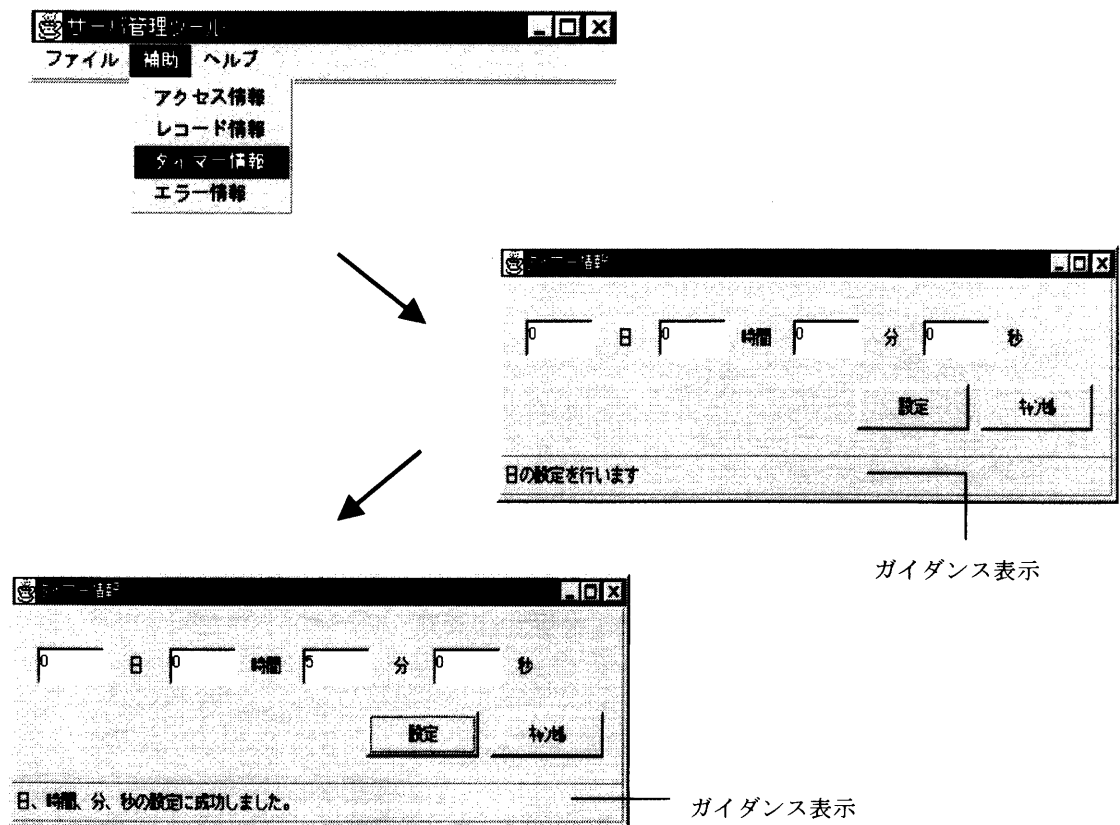 サーバ管理ツール
ファイル 補助 ヘルプ
アクセス情報
レコード情報
タイマー情報
エラー情報
タイマー情報
0 日 0 時間 0 分 0 秒
設定 ｷｬﾝｾﾙ
日の設定を行います
ガイダンス表示
タイマー情報
0 日 0 時間 5 分 0 秒
設定 ｷｬﾝｾﾙ
日、時間、分、秒の設定に成功しました。
ガイダンス表示